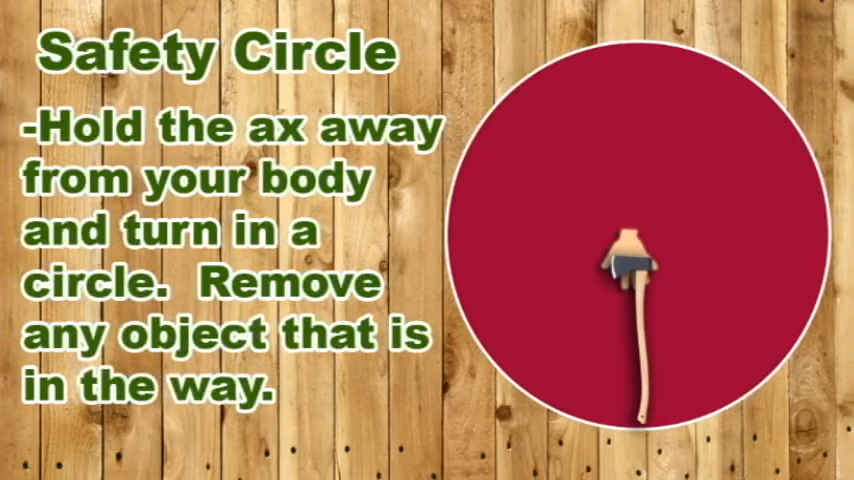 Safety Circle
-Hold the ax away
from your body
and turn in a
circle.  Remove
any object that is
in the way.